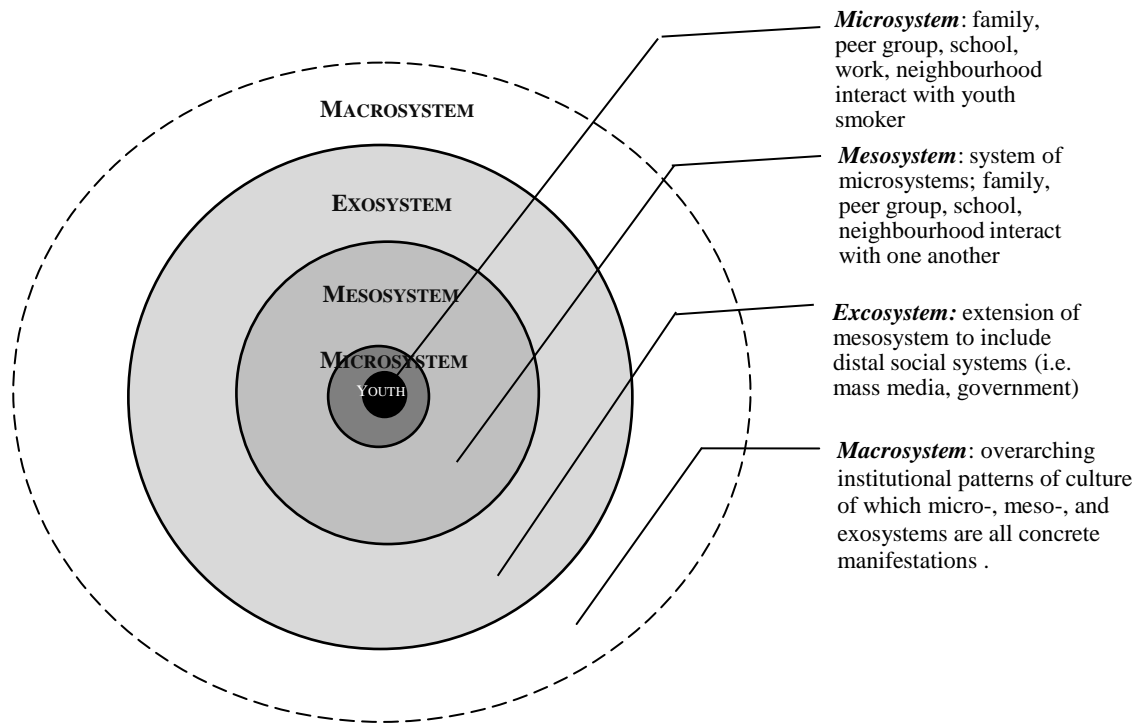 MACROSYSTEM
EXOSYSTEM
MESOSYSTEM
MICROSYSTEM
YOUTH
Microsystem: family,
peer group, school,
work, neighbourhood
interact with youth
smoker
Mesosystem: system of
microsystems; family,
peer group, school,
neighbourhood interact
with one another
Excosystem: extension of
mesosystem to include
distal social systems (i.e.
mass media, government)
Macrosystem: overarching
institutional patterns of culture
of which micro-, meso-, and
exosystems are all concrete
manifestations .